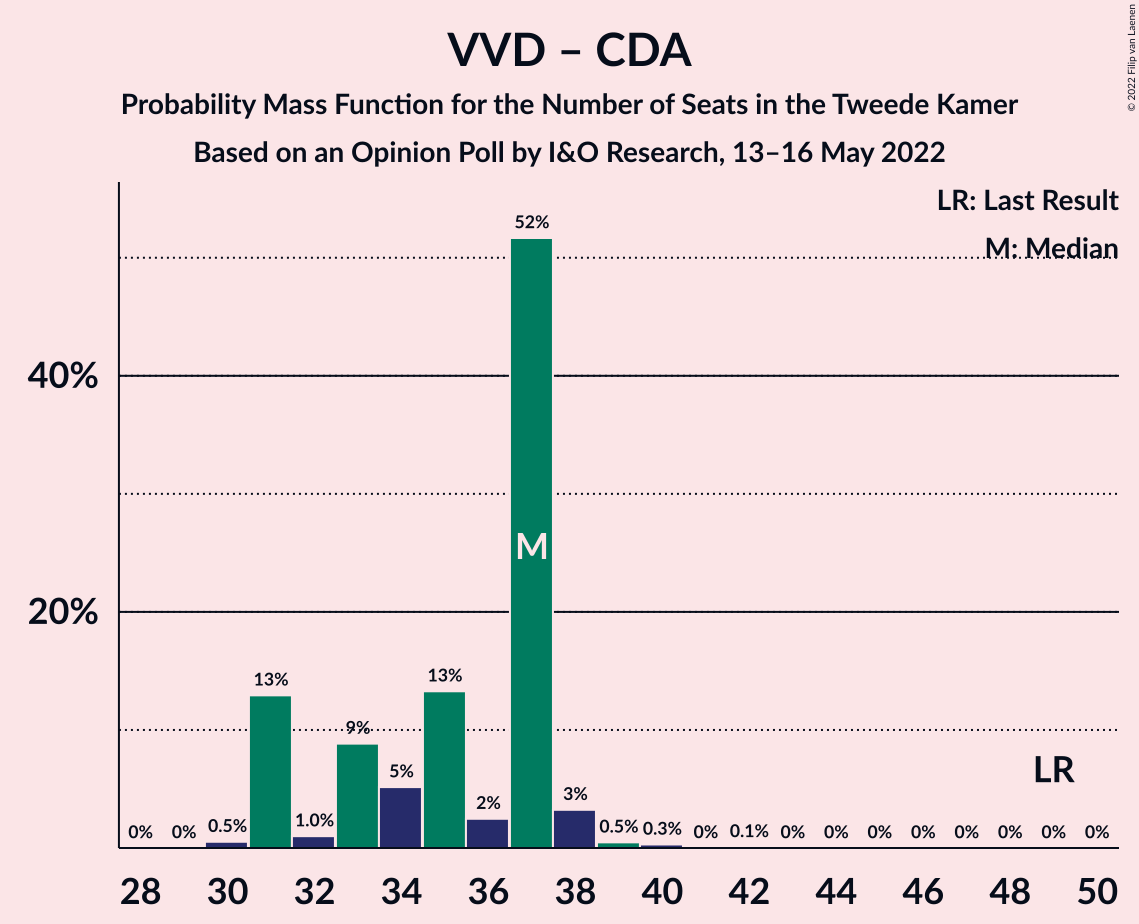 VVD – CDA
Probability Mass Function for the Number of Seats in the Tweede Kamer
Based on an Opinion Poll by I&O Research, 13–16 May 2022
© 2022 Filip van Laenen
LR: Last Result
M: Median
52%
40%
M
20%
13%
13%
9%
LR
5%
3%
2%
0% 0% 0.5% 1.0% 0.5% 0.3% 0% 0.1% 0% 0% 0% 0% 0% 0% 0% 0%
28 30 32 34 36 38 40 42 44 46 48 50